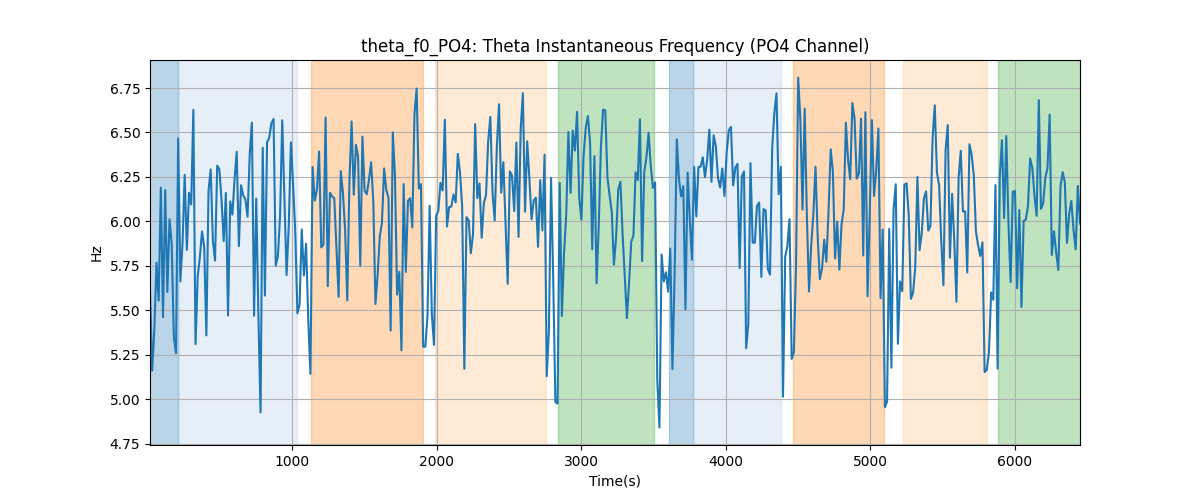 theta_f0_PO4: Theta Instantaneous Frequency (PO4 Channel)
6.75
6.50
6.25
6.00
5.75
5.50
5.25
5.00
4.75
Hz
1000 2000 3000 4000 5000 6000
Time(s)